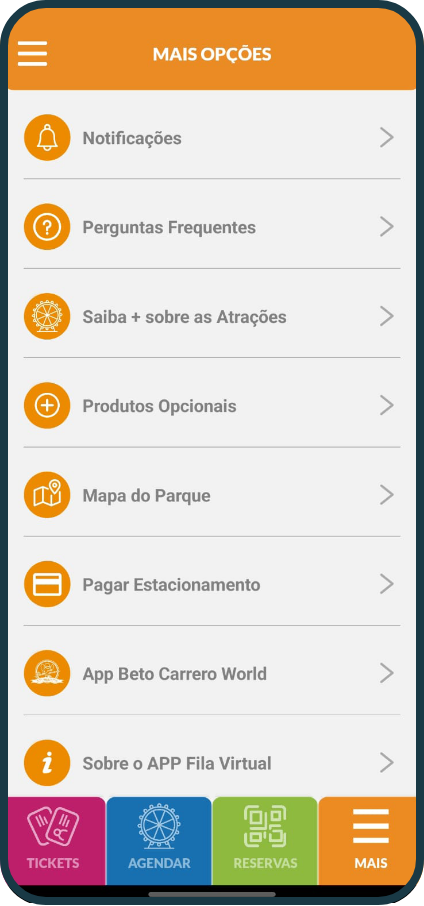 MAIS OPÇÕES
Notificações
Perguntas Frequentes
Saiba + sobre as Atrações
Produtos Opcionais
Mapa do Parque
Pagar Estacionamento
App Beto Carrero World
Sobre o APP Fila Virtual
TICKETS
AGENDAR
RESERVAS
MAIS